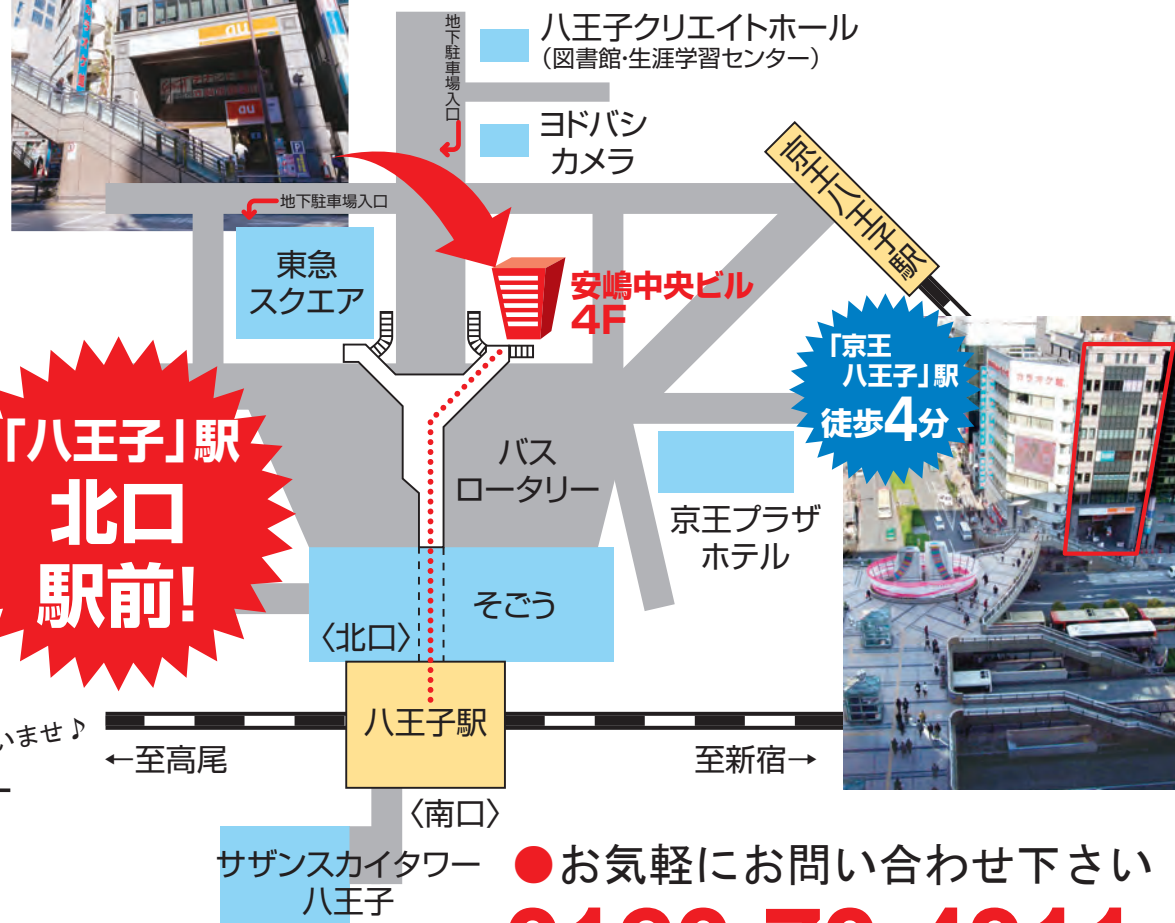 au
au
P
地下駐車場入口
八王子クリエイトホール
（図書館・生涯学習センター）
ヨドバシ
カメラ
京王八王子駅
地下駐車場入口
東急
スクエア
安嶋中央ビル
4F
「京王
八王子」駅
徒歩4分
カラオケ館
「八王子」駅
北口
駅前!
バス
ロータリー
京王プラザ
ホテル
そごう
〈北口〉
八王子駅
いませ♪
←至高尾
至新宿→
〈南口〉
サザンスカイタワー
八王子
●お気軽にお問い合わせ下さい